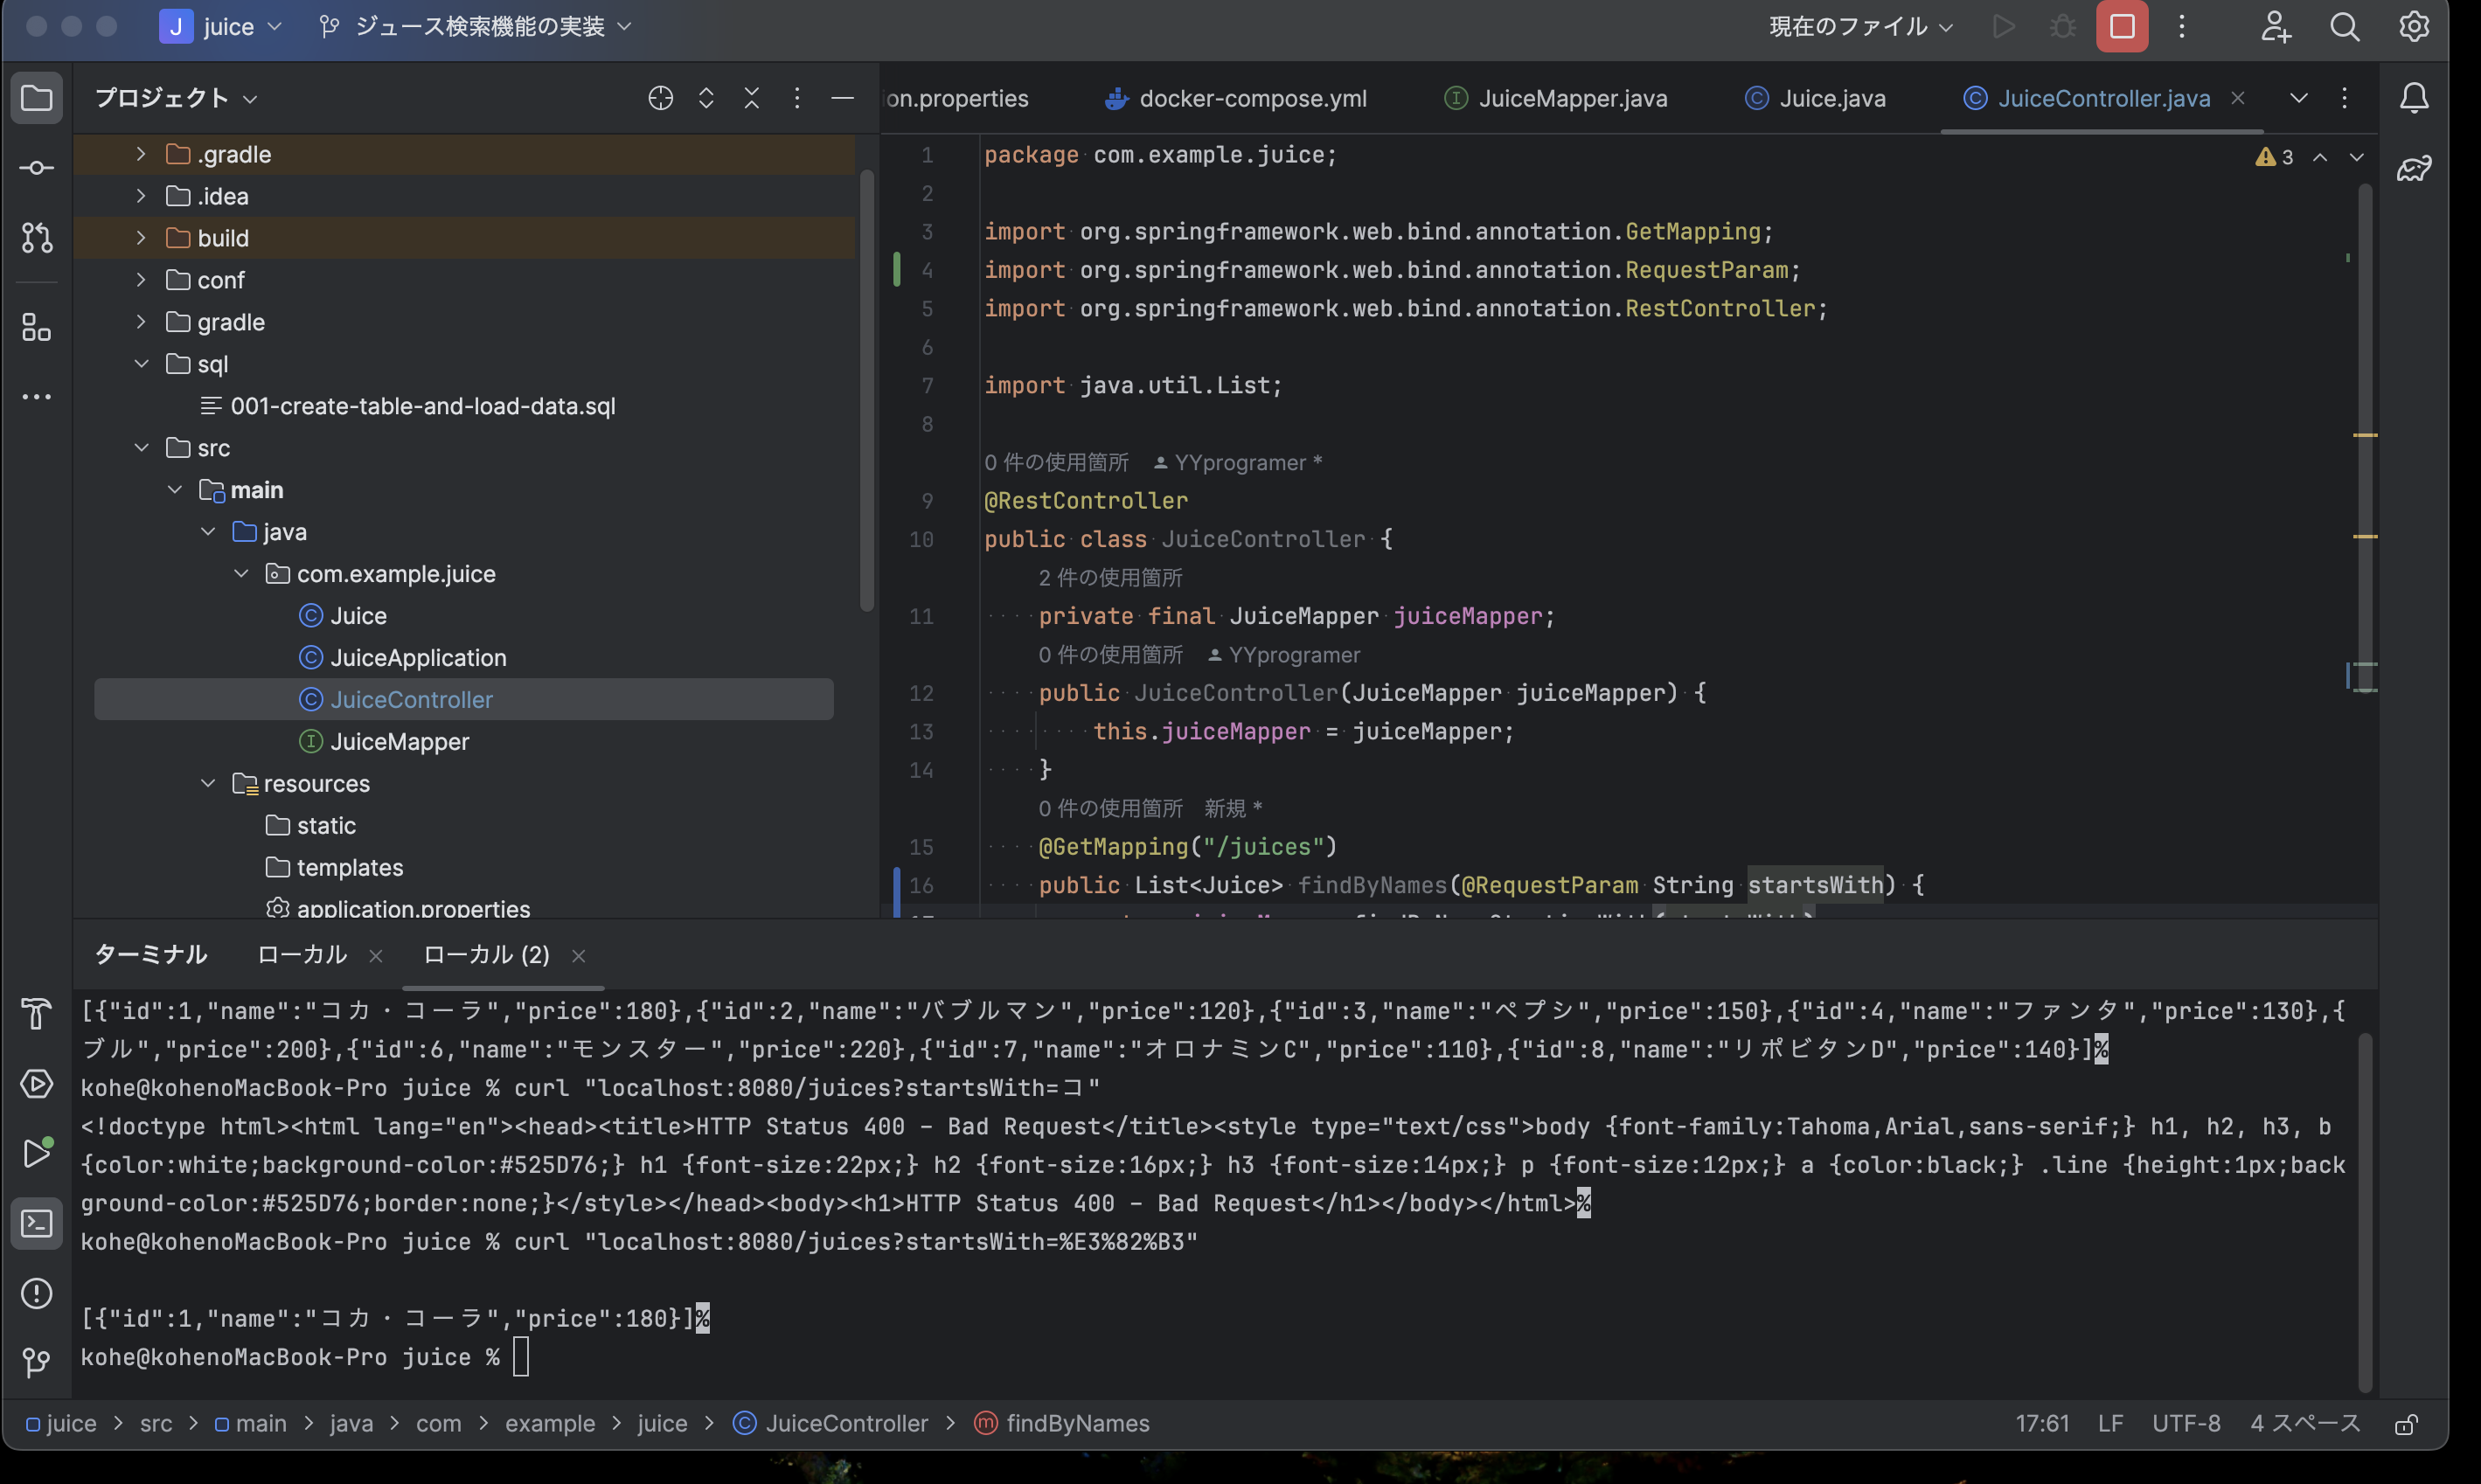 J juice ジュース検索機能の実装 現在のファイル
プロジェクト
.gradle
.idea
build
conf
gradle
sql
001-create-table-and-load-data.sql
src
main
java
com.example.juice
Juice
JuiceApplication
JuiceController
JuiceMapper
resources
static
templates
application.properties
on.properties docker-compose.yml JuiceMapper.java Juice.java JuiceController.java
3
1 package com.example.juice;
2
3 import org.springframework.web.bind.annotation.GetMapping;
4 import org.springframework.web.bind.annotation.RequestParam;
5 import org.springframework.web.bind.annotation.RestController;
6
7 import java.util.List;
8
0 件の使用箇所 YYprogramer *
9 @RestController
10 public class JuiceController {
2 件の使用箇所
11 private final JuiceMapper juiceMapper;
0 件の使用箇所 YYprogramer
12 public JuiceController(JuiceMapper juiceMapper) {
13 this.juiceMapper = juiceMapper;
14 }
0 件の使用箇所 新規 *
15 @GetMapping("/juices")
16 public List<Juice> findByNames(@RequestParam String startsWith) {
ターミナル ローカル ローカル (2)
[{"id":1,"name":"コカ・コーラ","price":180},{"id":2,"name":"バブルマン","price":120},{"id":3,"name":"ペプシ","price":150},{"id":4,"name":"ファンタ","price":130},{
ブル","price":200},{"id":6,"name":"モンスター","price":220},{"id":7,"name":"オロナミンC","price":110},{"id":8,"name":"リポビタンD","price":140}]%
kohe@kohenoMacBook-Pro juice % curl "localhost:8080/juices?startsWith=コ"
<!doctype html><html lang="en"><head><title>HTTP Status 400 – Bad Request</title><style type="text/css">body {font-family:Tahoma,Arial,sans-serif;} h1, h2, h3, b
{color:white;background-color:#525D76;} h1 {font-size:22px;} h2 {font-size:16px;} h3 {font-size:14px;} p {font-size:12px;} a {color:black;} .line {height:1px;back
ground-color:#525D76;border:none;}</style></head><body><h1>HTTP Status 400 – Bad Request</h1></body></html>%
kohe@kohenoMacBook-Pro juice % curl "localhost:8080/juices?startsWith=%E3%82%B3"
[{"id":1,"name":"コカ・コーラ","price":180}]%
kohe@kohenoMacBook-Pro juice %
juice > src > main > java > com > example > juice > JuiceController > findByNames 17:61 LF UTF-8 4 スペース